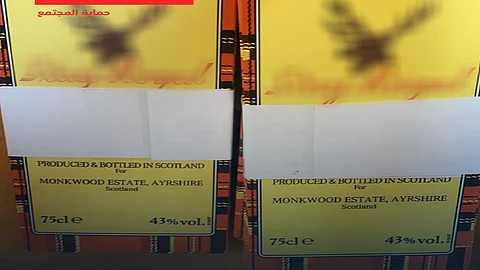 حماية المجتمع
PRODUCED & BOTTLED IN SCOTLAND
For
MONKWOOD ESTATE, AYRSHIRE
Scotland
75cl e
43% vol.
PRODUCED & BOTTLED IN SCOTLAND
For
MONKWOOD ESTATE, AYRSHIRE
Scotland
75cl e
43% vol.